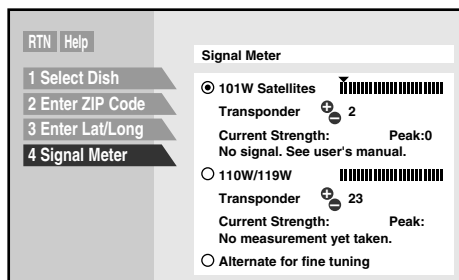 RTN Help
1 Select Dish
2 Enter ZIP Code
3 Enter Lat/Long
4 Signal Meter
Signal Meter
101W Satellites
Transponder 2
Current Strength: Peak:0
No signal. See user's manual.
110W/119W
Transponder 23
Current Strength: Peak:
No measurement yet taken.
Alternate for fine tuning